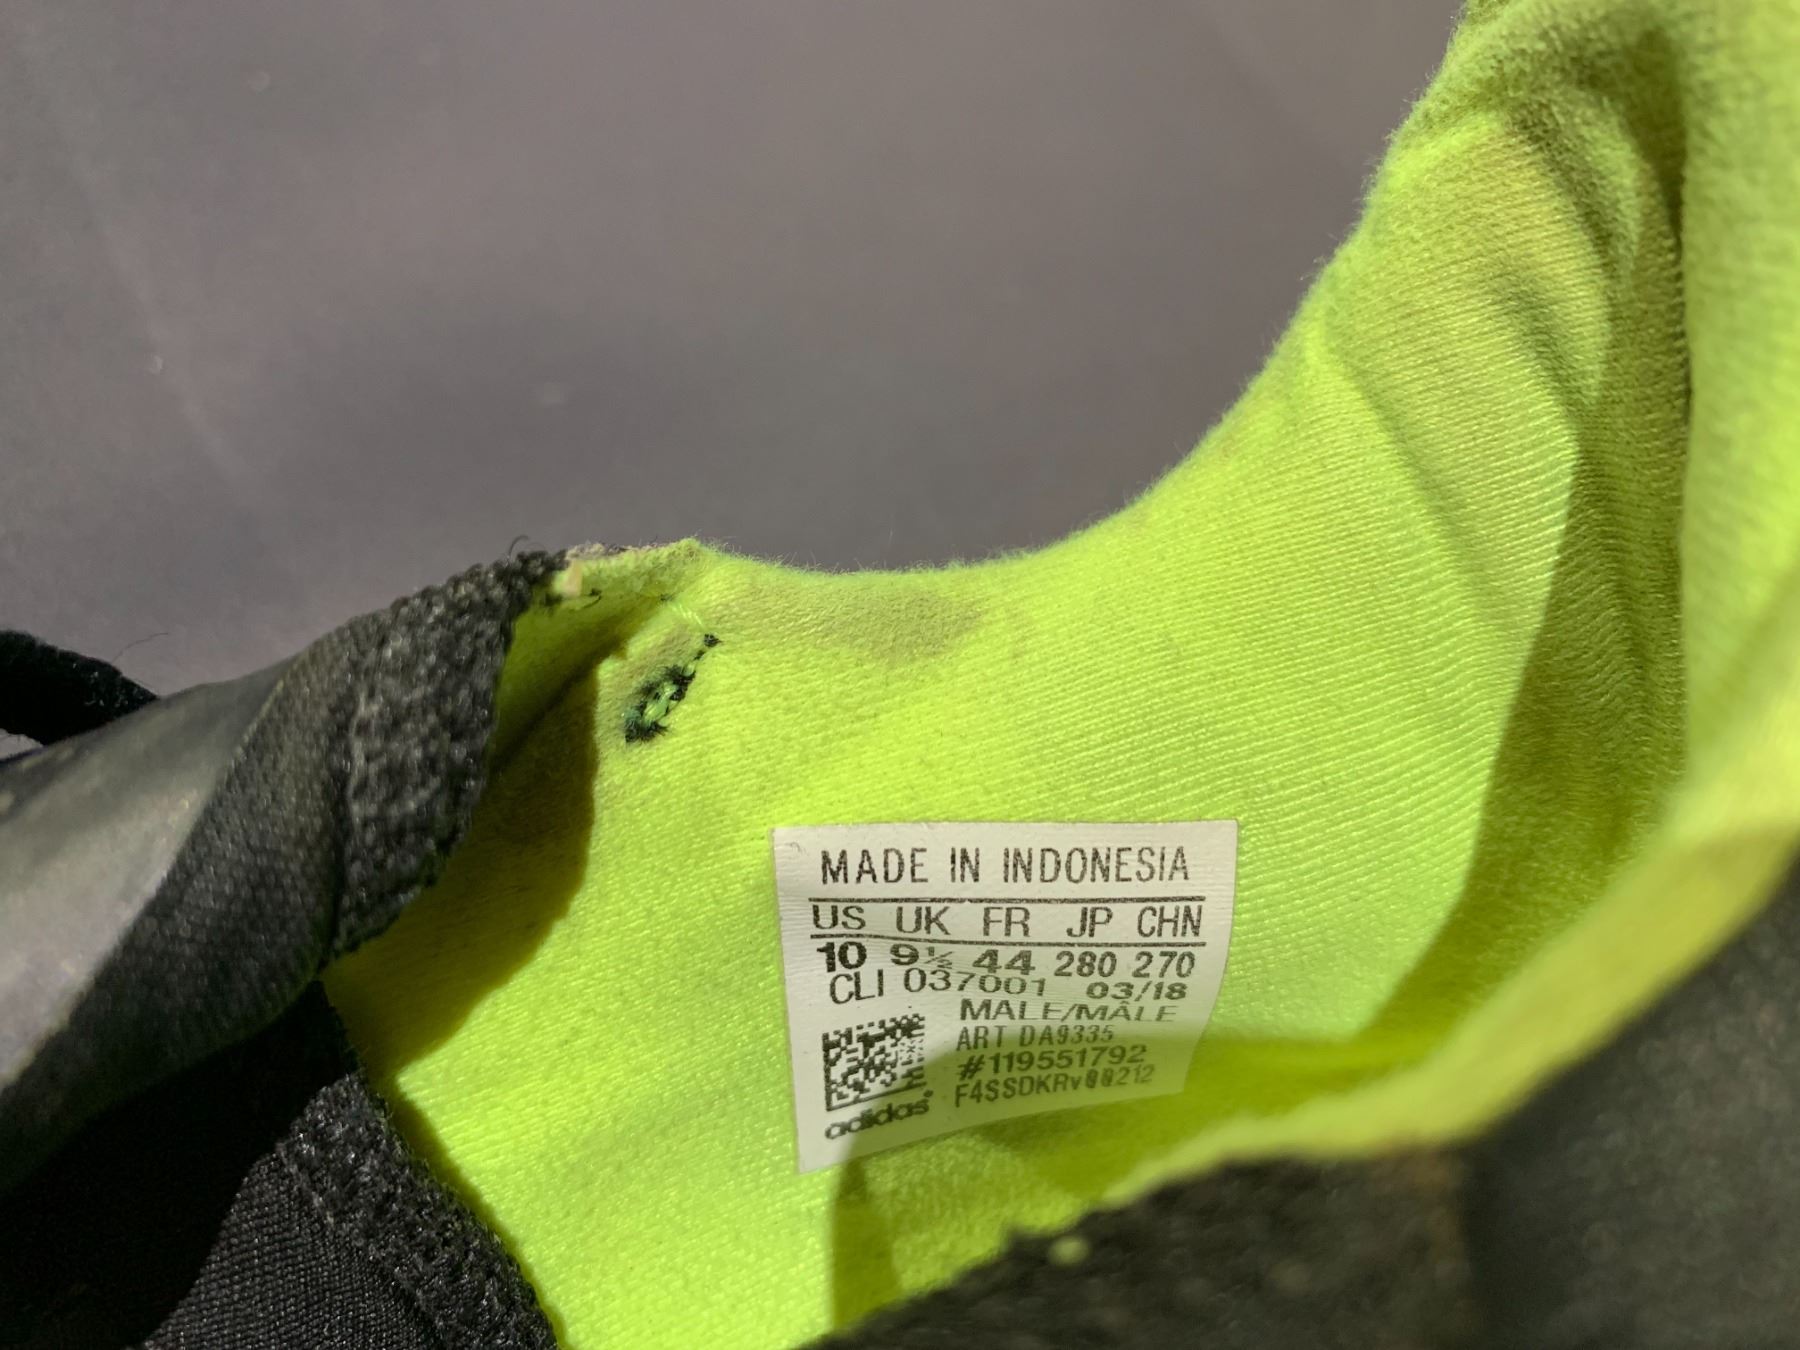 MADE IN INDONESIA
US UK FR JP CHN
10 9½ 44 280 270
CLI 037001 03/18
MALE/MÂLE
ART DA9335
#119551792
F4SSDKRv00212
adidas